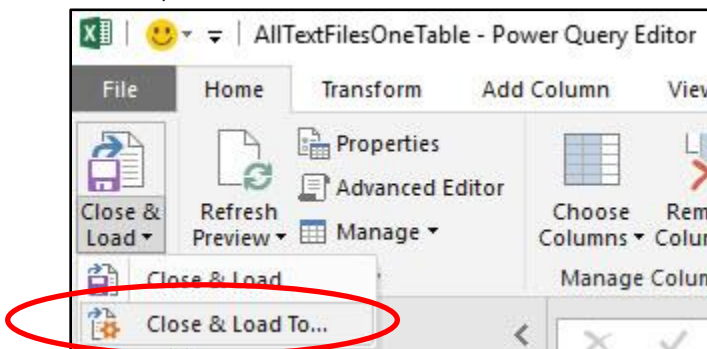 AllTextFilesOneTable - Power Query Editor
File Home Transform Add Column View
Properties
Advanced Editor
Close & Load Refresh Preview Manage Choose Columns
Close & Load
Manage
Close & Load To...